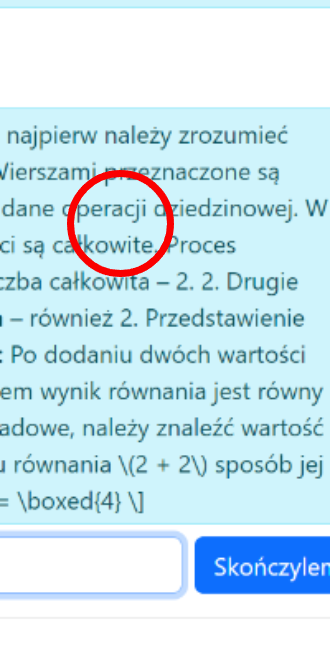 najpierw należy zrozumieć
Wierszami przeznaczone są
dane operacji dziedzinowej. W
ci są całkowite. Proces
czba całkowita – 2. 2. Drugie
– również 2. Przedstawienie
: Po dodaniu dwóch wartości
em wynik równania jest równy
adowe, należy znaleźć wartość
u równania \(2 + 2\) sposób jej
= \boxed{4} \]
Skończyłem